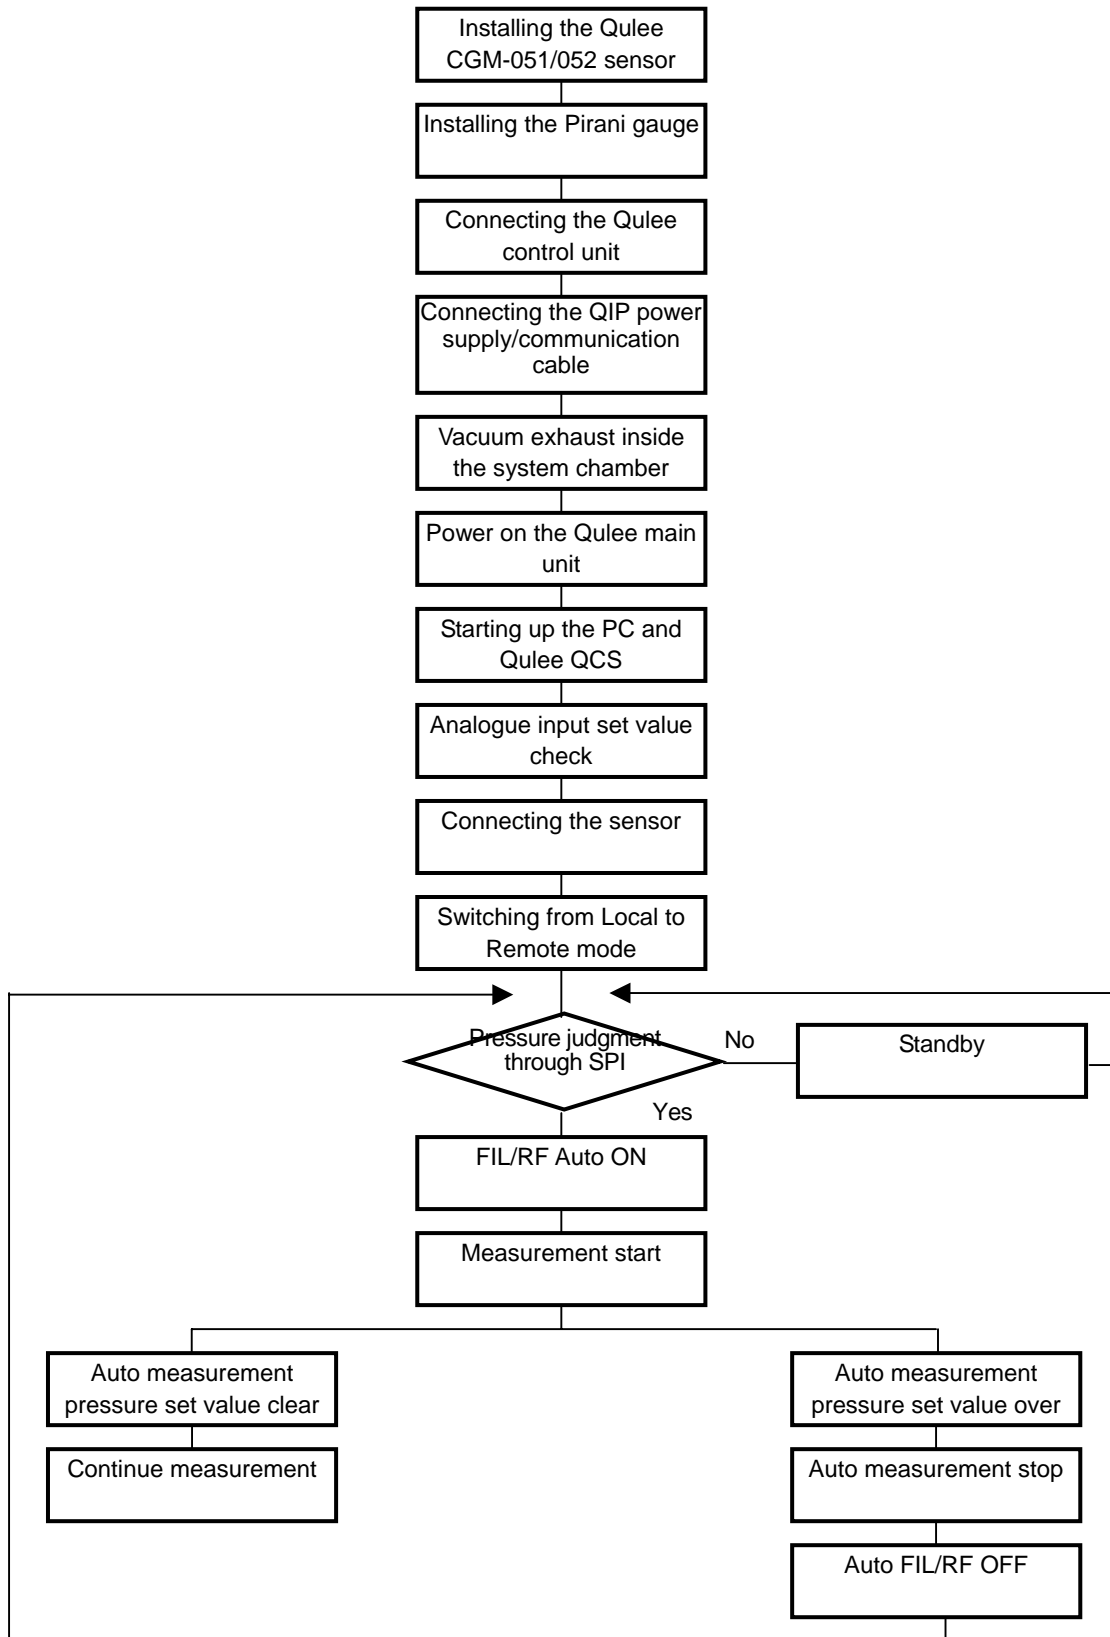 Installing the Qulee
CGM-051/052 sensor
Installing the Pirani gauge
Connecting the Qulee
control unit
Connecting the QIP power
supply/communication
cable
Vacuum exhaust inside
the system chamber
Power on the Qulee main
unit
Starting up the PC and
Qulee QCS
Analogue input set value
check
Connecting the sensor
Switching from Local to
Remote mode
Pressure judgment
through SPI
No
Standby
Yes
FIL/RF Auto ON
Measurement start
Auto measurement
pressure set value clear
Continue measurement
Auto measurement
pressure set value over
Auto measurement stop
Auto FIL/RF OFF